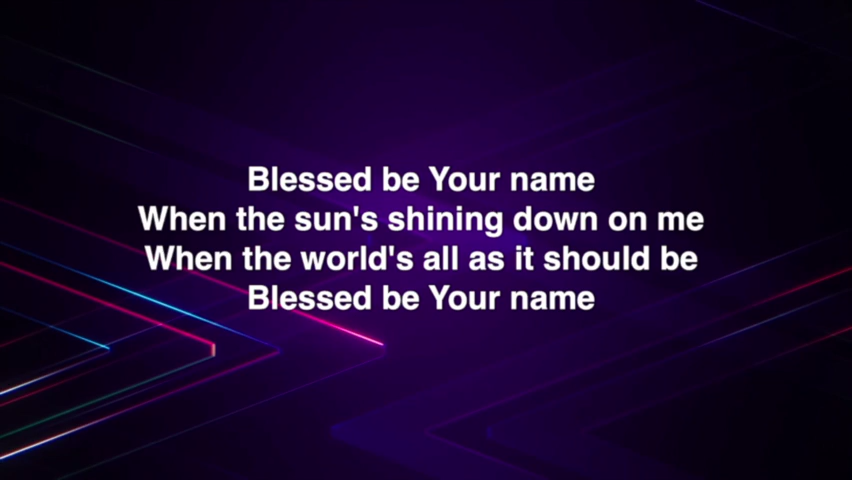 Blessed be Your name
When the sun's shining down on me
When the world's all as it should be
Blessed be Your name